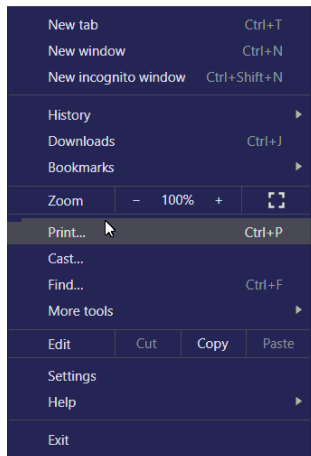 New tab Ctrl+T
New window Ctrl+N
New incognito window Ctrl+Shift+N
History
Downloads Ctrl+J
Bookmarks
Zoom - 100% +
Print... Ctrl+P
Cast...
Find... Ctrl+F
More tools
Edit Cut Copy Paste
Settings
Help
Exit